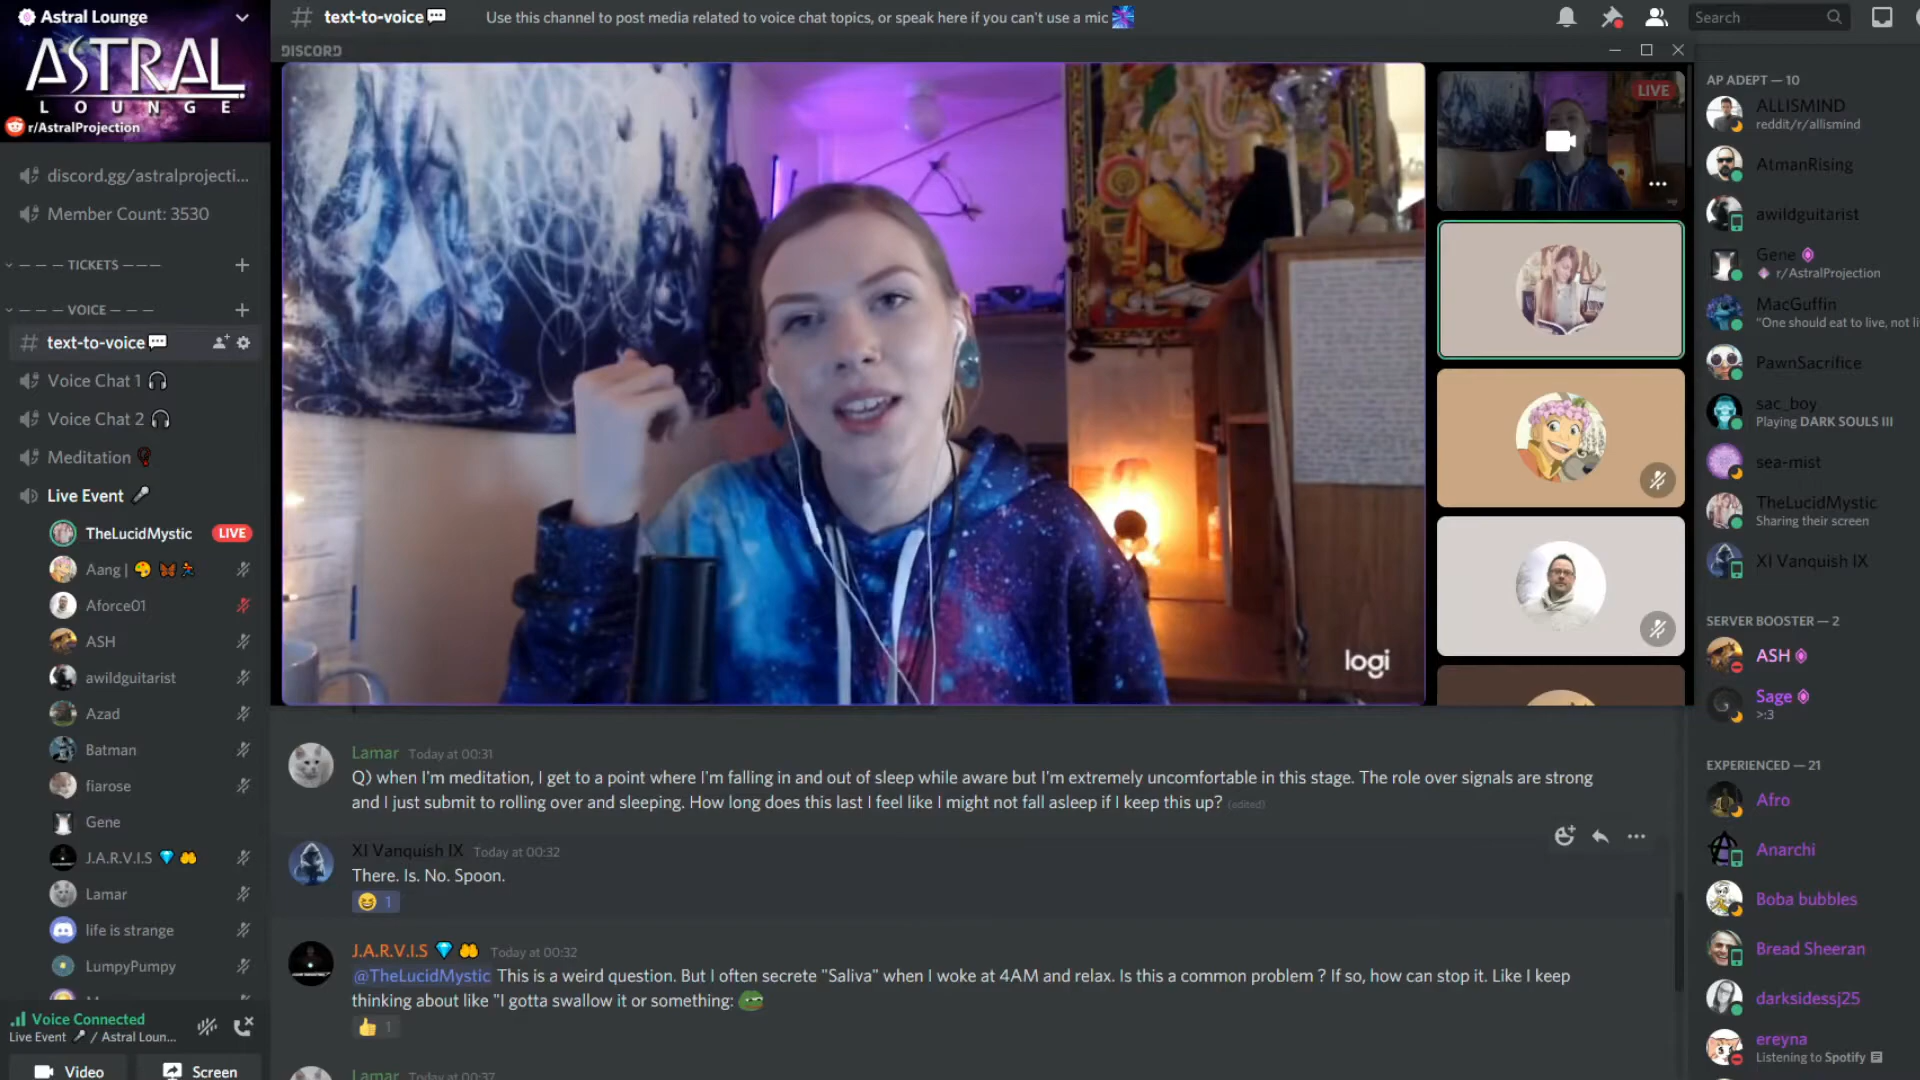 Astral Lounge
ASTRAL
LOUNGE
r/AstralProjection
discord.gg/astralprojecti...
Member Count: 3530
– – – TICKETS – – –
– – – VOICE – – –
text-to-voice
Voice Chat 1
Voice Chat 2
Meditation
Live Event
TheLucidMystic LIVE
Aang |
Aforce01
ASH
awildguitarist
Azad
Batman
fiarose
Gene
J.A.R.V.I.S
Lamar
life is strange
LumpyPumpy
Voice Connected
Live Event / Astral Loun...
Video
Screen
# text-to-voice
Use this channel to post media related to voice chat topics, or speak here if you can't use a mic
Search
DISCORD
LIVE
logi
Lamar Today at 00:31
Q) when I'm meditation, I get to a point where I'm falling in and out of sleep while aware but I'm extremely uncomfortable in this stage. The role over signals are strong
and I just submit to rolling over and sleeping. How long does this last I feel like I might not fall asleep if I keep this up? (edited)
XI Vanquish IX Today at 00:32
There. Is. No. Spoon.
1
J.A.R.V.I.S Today at 00:32
@TheLucidMystic This is a weird question. But I often secrete "Saliva" when I woke at 4AM and relax. Is this a common problem ? If so, how can stop it. Like I keep
thinking about like "I gotta swallow it or something:
1
Lamar Today at 00:37
AP ADEPT — 10
ALLISMIND
reddit/r/allismind
AtmanRising
awildguitarist
Gene
r/AstralProjection
MacGuffin
"One should eat to live, not li
PawnSacrifice
sac_boy
Playing DARK SOULS III
sea-mist
TheLucidMystic
Sharing their screen
XI Vanquish IX
SERVER BOOSTER — 2
ASH
Sage
>:3
EXPERIENCED — 21
Afro
Anarchi
Boba bubbles
Bread Sheeran
darksidessj25
ereyna
Listening to Spotify